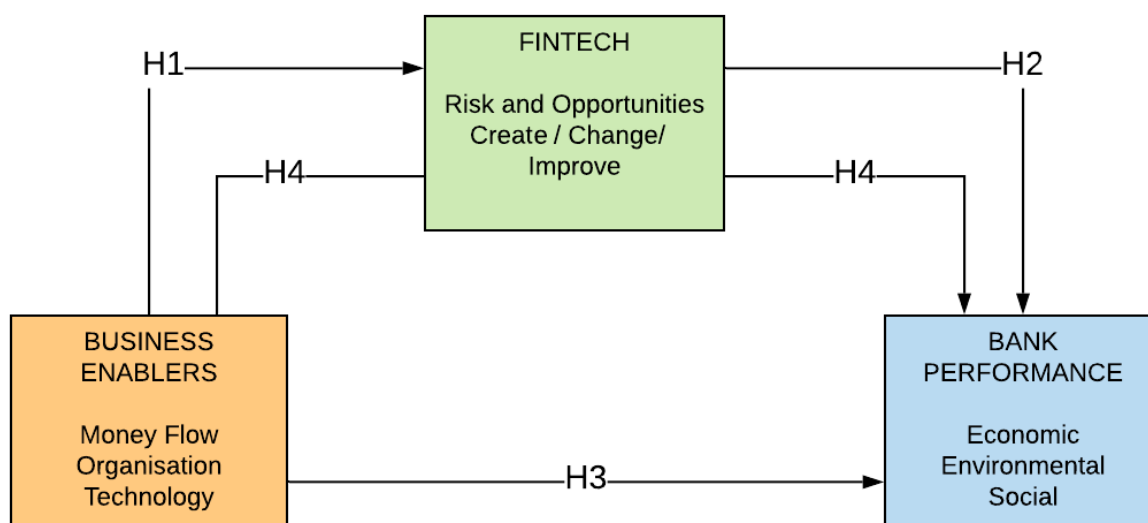 FINTECH
Risk and Opportunities
Create / Change/
Improve
H1
H2
H4
H4
BUSINESS
ENABLERS
Money Flow
Organisation
Technology
BANK
PERFORMANCE
Economic
Environmental
Social
H3